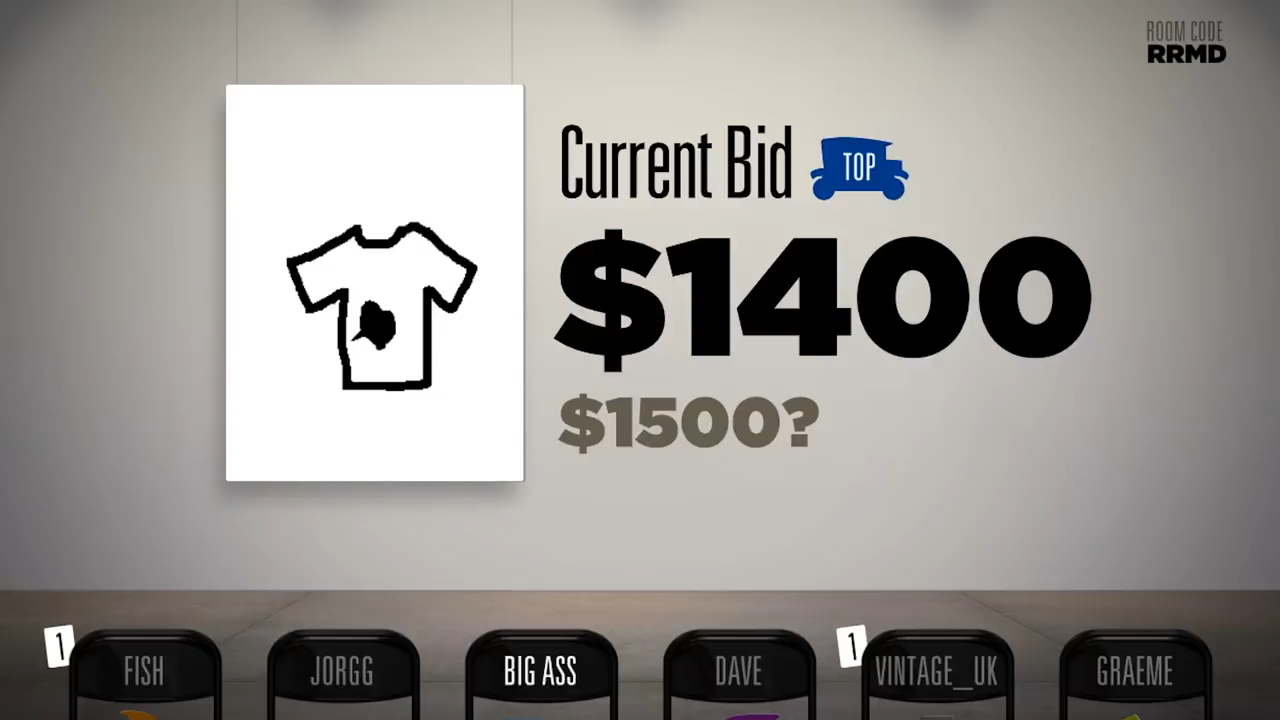 ROOM CODE
RRMD
Current Bid
TOP
$1400
$1500?
1
FISH
JORGG
BIG ASS
DAVE
1
VINTAGE_UK
GRAEME